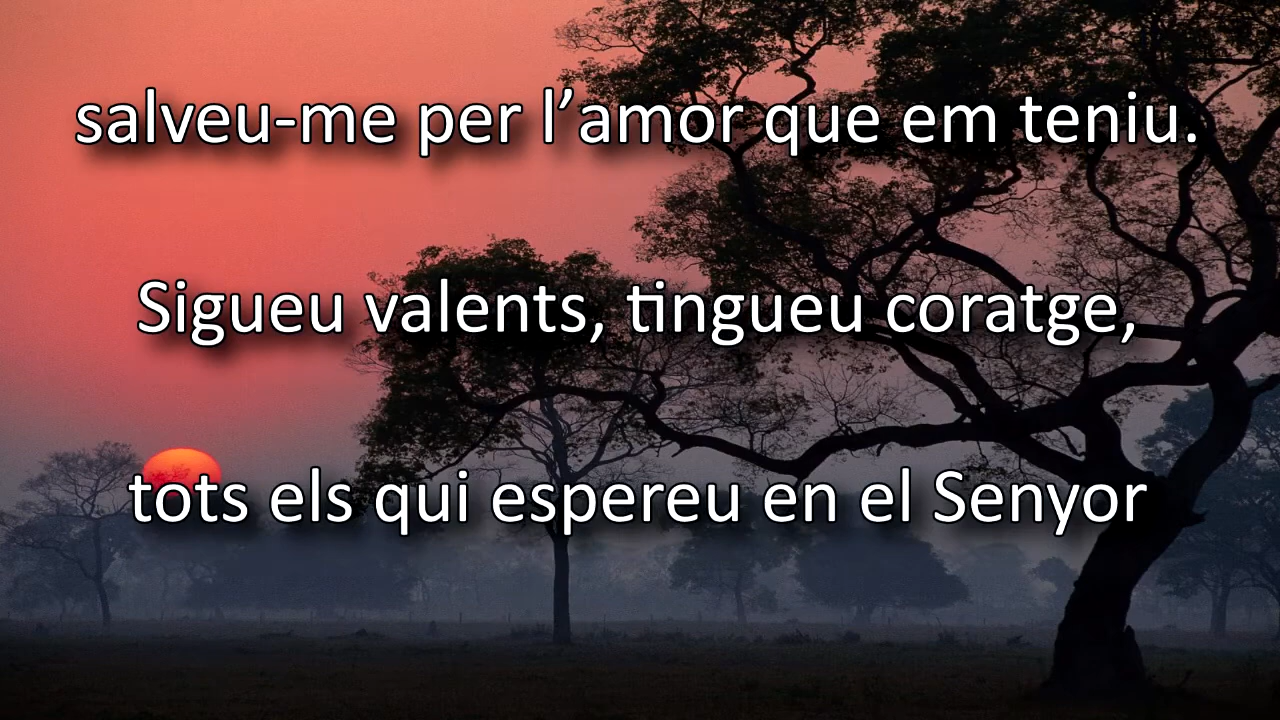 salveu-me per l’amor que em teniu.
Sigueu valents, tingueu coratge,
tots els qui espereu en el Senyor